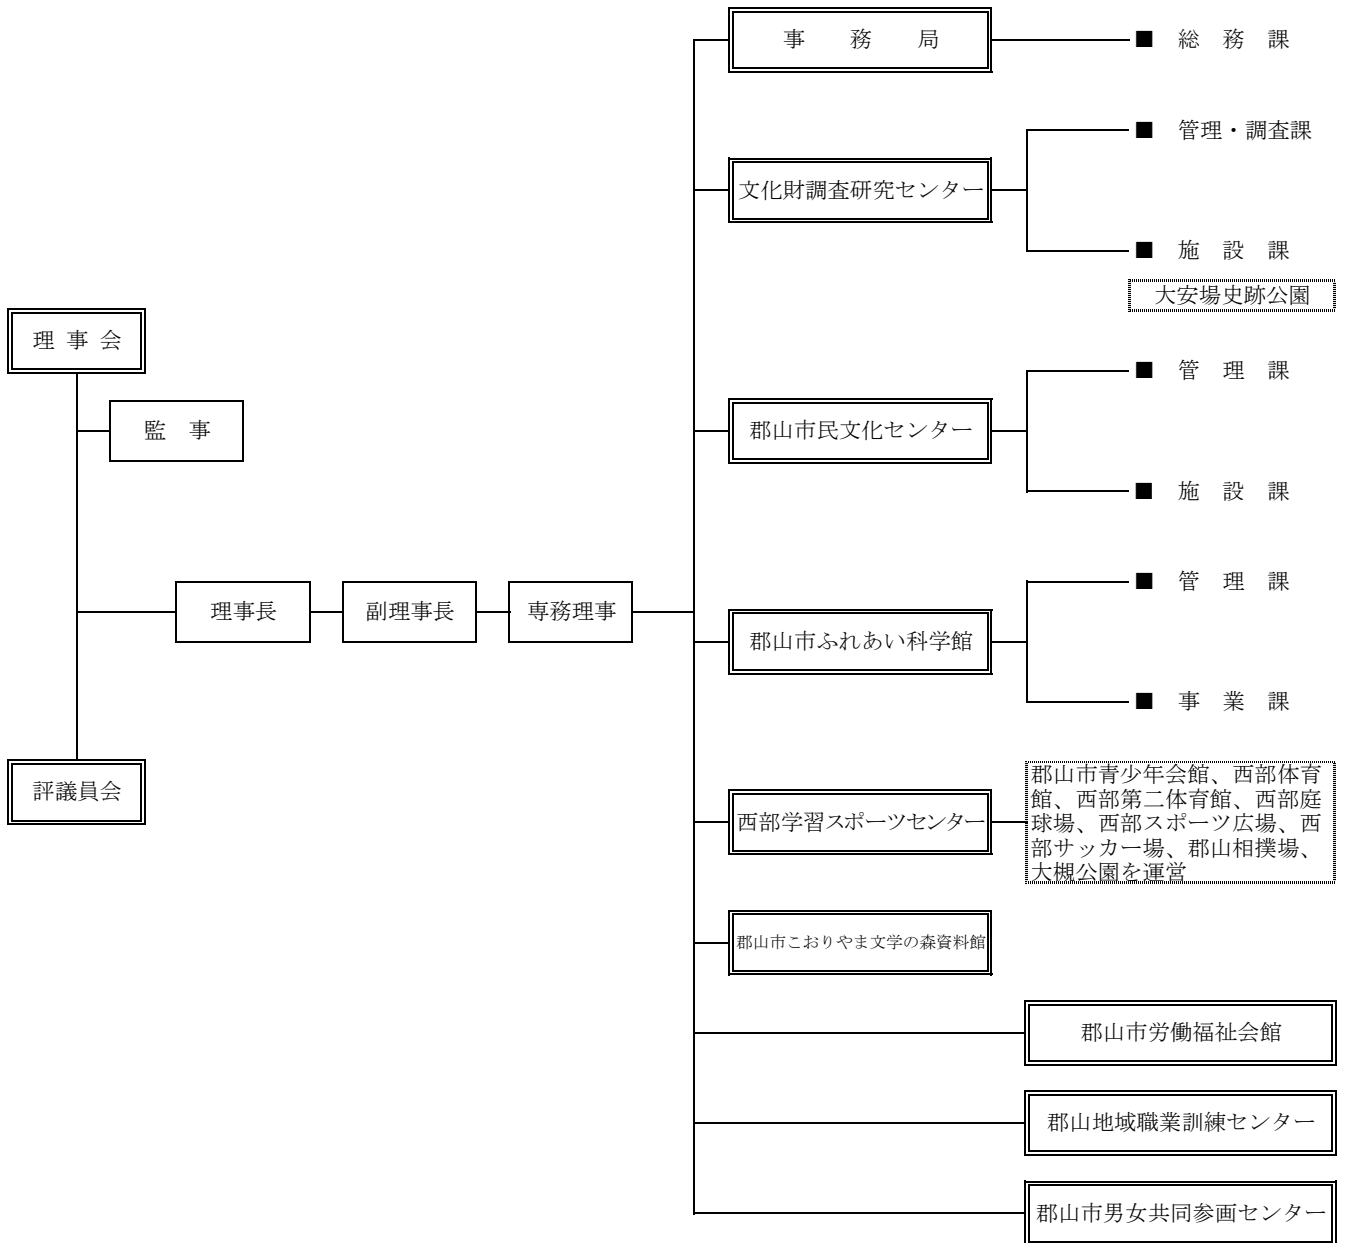 事　務　局
■　総　務　課
■　管理・調査課
文化財調査研究センター
■　施　設　課
大安場史跡公園
理 事 会
■　管　理　課
監　事
郡山市民文化センター
■　施　設　課
■　管　理　課
理事長
副理事長
専務理事
郡山市ふれあい科学館
■　事　業　課
評議員会
西部学習スポーツセンター
郡山市青少年会館、西部体育
館、西部第二体育館、西部庭
球場、西部スポーツ広場、西
部サッカー場、郡山相撲場、
大槻公園を運営
郡山市こおりやま文学の森資料館
郡山市労働福祉会館
郡山地域職業訓練センター
郡山市男女共同参画センター